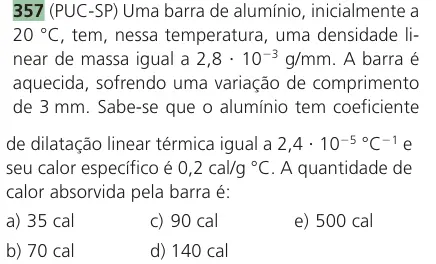 357 (PUC-SP) Uma barra de alumínio, inicialmente a
20 °C, tem, nessa temperatura, uma densidade li-
near de massa igual a 2,8 · 10⁻³ g/mm. A barra é
aquecida, sofrendo uma variação de comprimento
de 3 mm. Sabe-se que o alumínio tem coeficiente
de dilatação linear térmica igual a 2,4 · 10⁻⁵ °C⁻¹ e
seu calor específico é 0,2 cal/g °C. A quantidade de
calor absorvida pela barra é:
a) 35 cal c) 90 cal e) 500 cal
b) 70 cal d) 140 cal